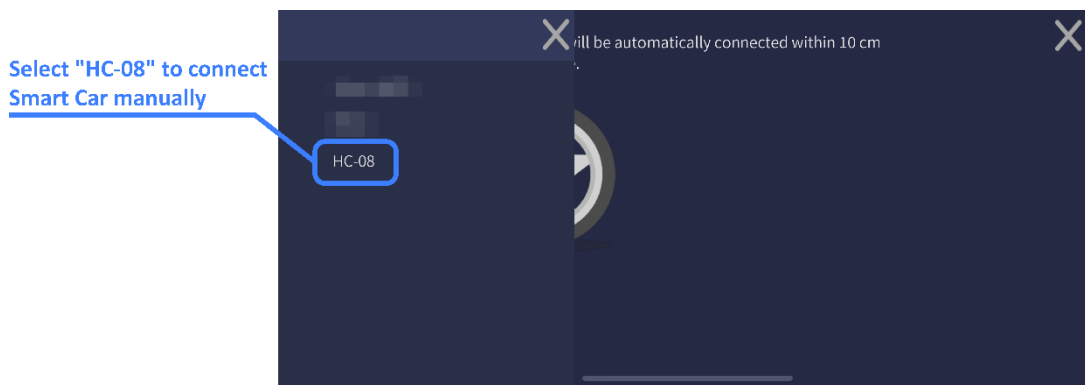 Select "HC-08" to connect
Smart Car manually
HC-08
will be automatically connected within 10 cm